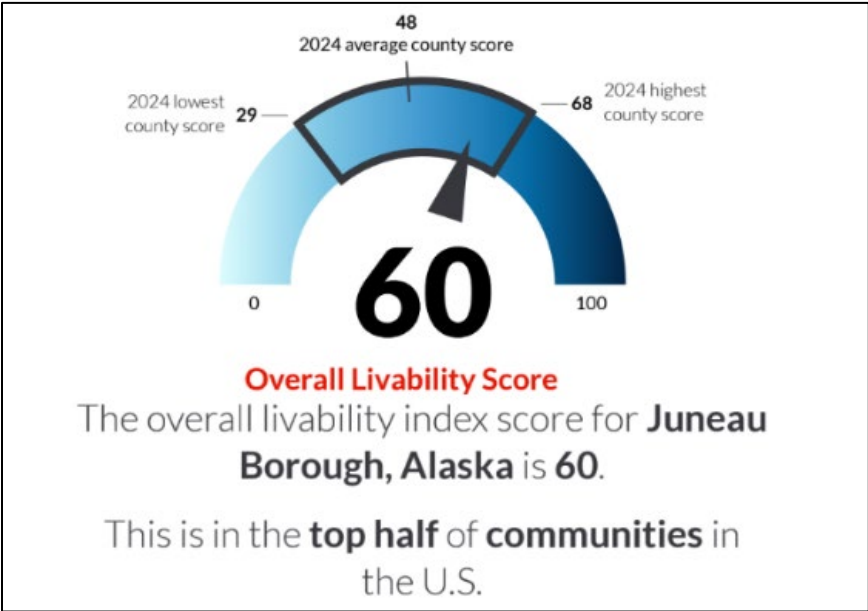 48
2024 average county score
2024 lowest
county score
29
68
2024 highest
county score
0
100
60
Overall Livability Score
The overall livability index score for Juneau
Borough, Alaska is 60.
This is in the top half of communities in
the U.S.